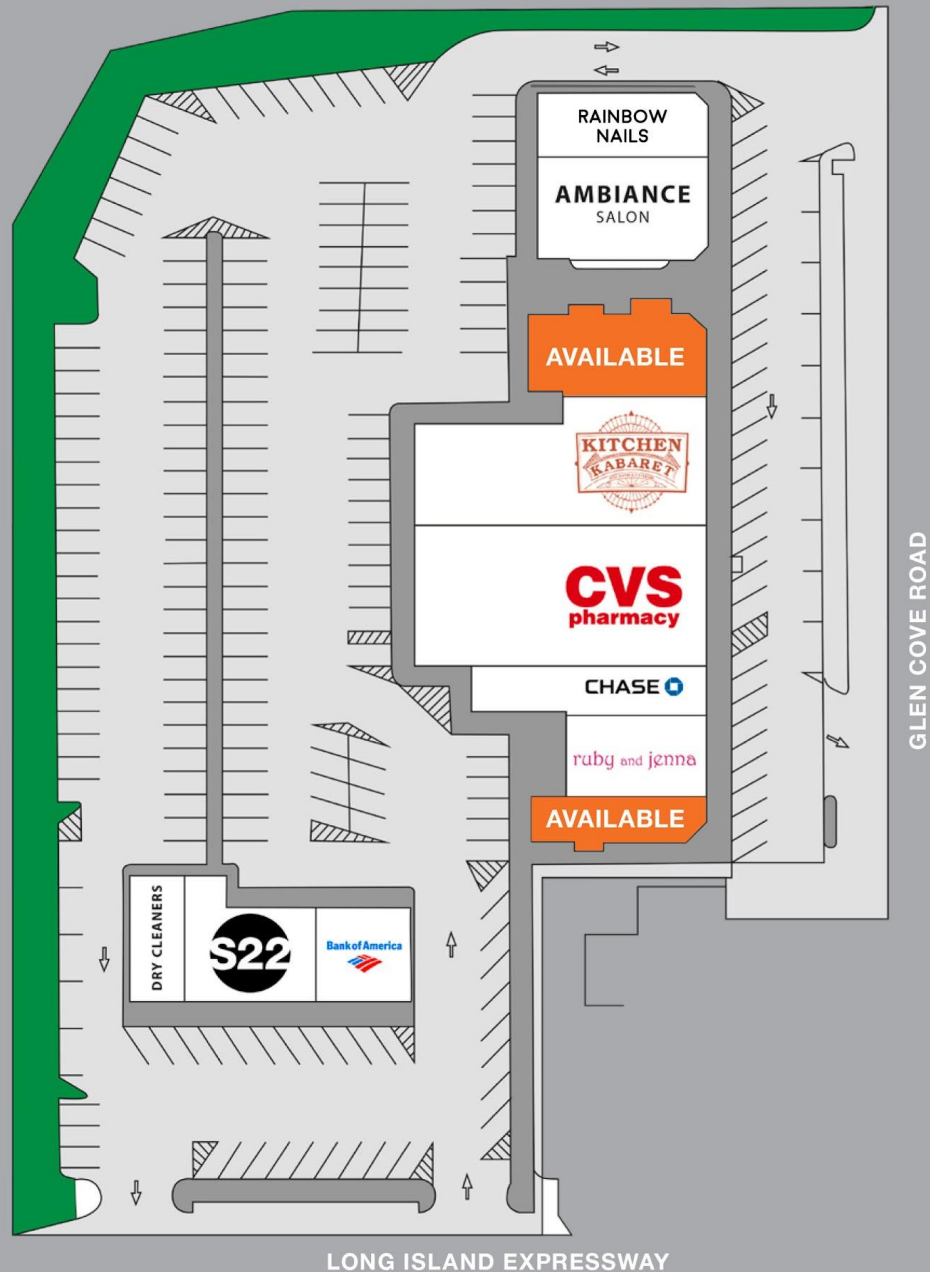 RAINBOW
NAILS
AMBIANCE
SALON
AVAILABLE
KITCHEN
KABARET
CVS
pharmacy
CHASE
ruby and jenna
AVAILABLE
DRY CLEANERS
S22
Bank of America
GLEN COVE ROAD
LONG ISLAND EXPRESSWAY